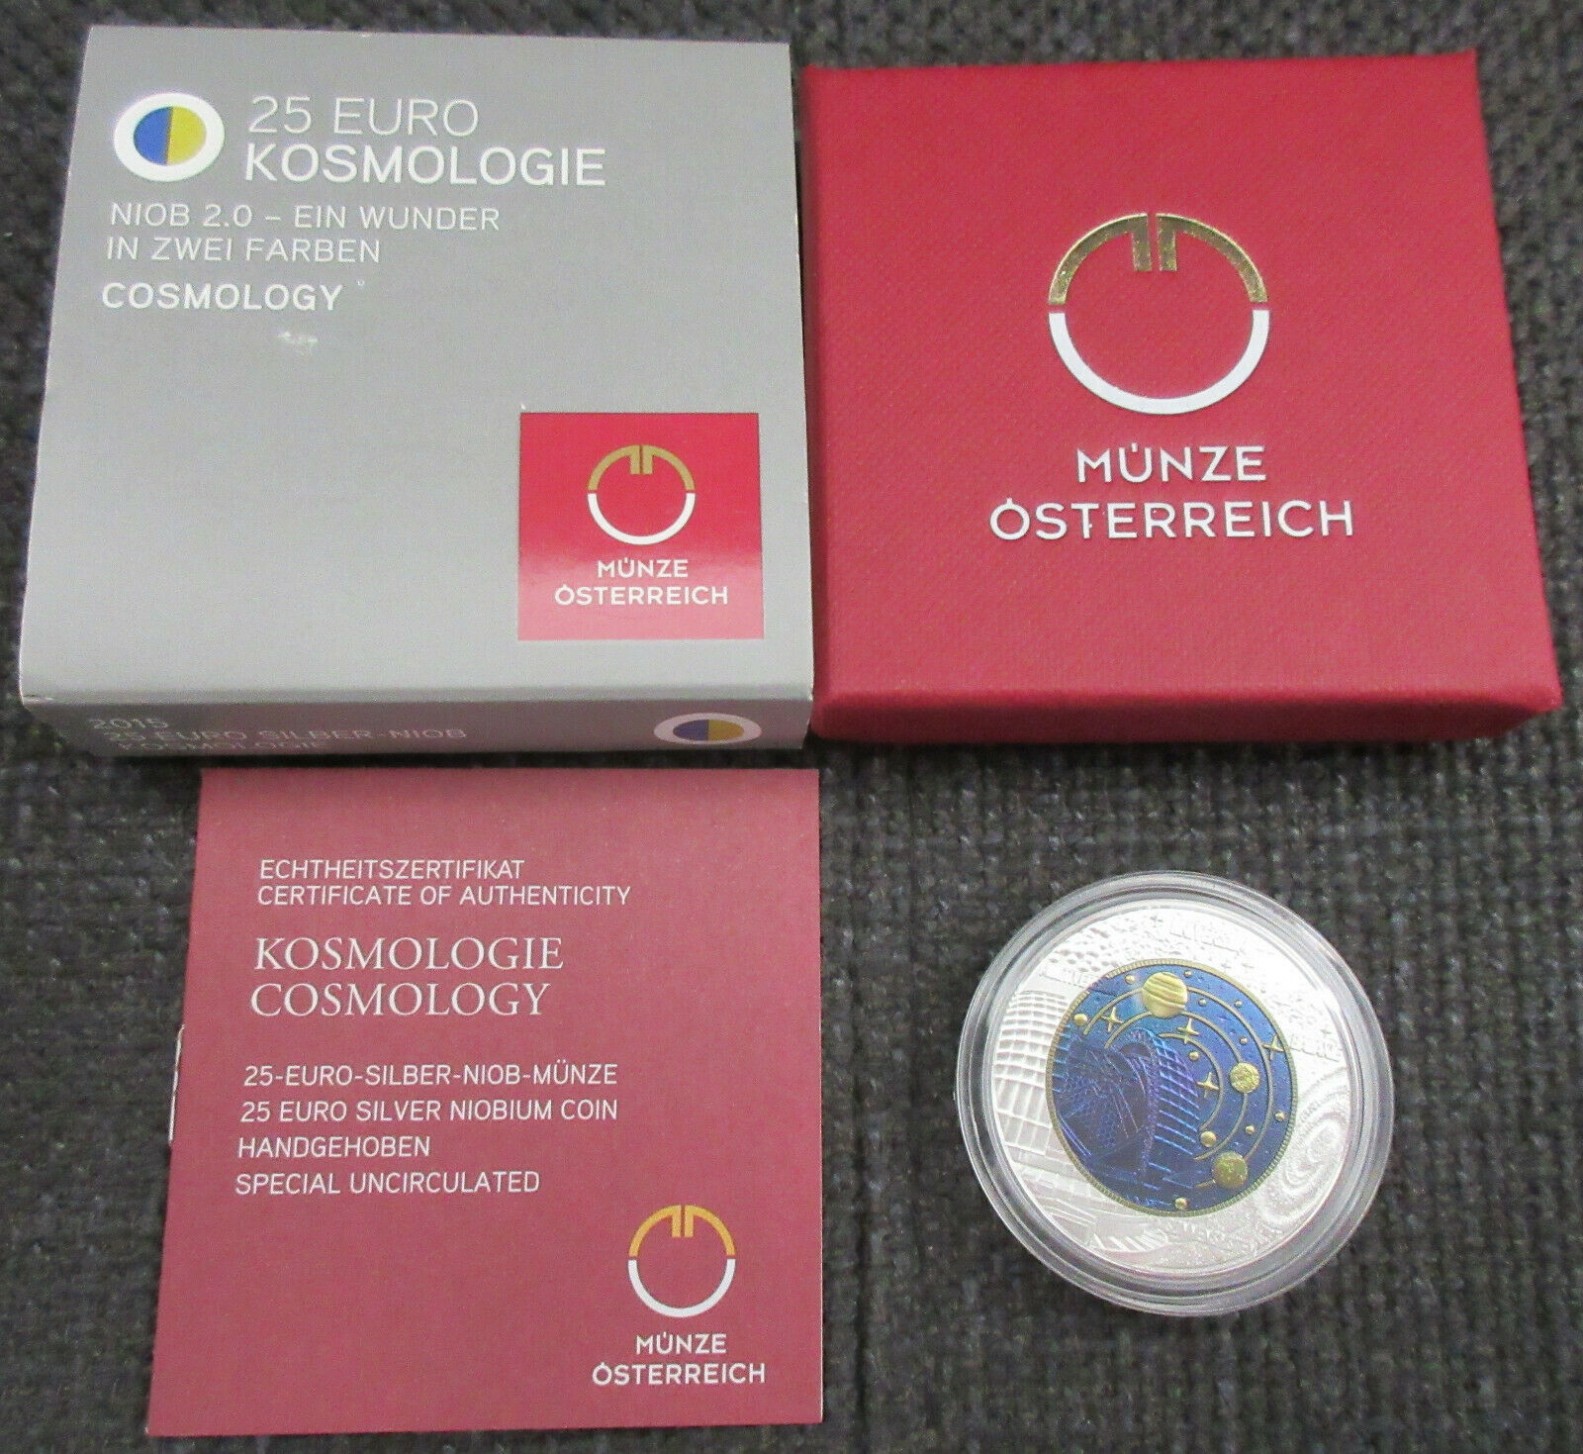 25 EURO
KOSMOLOGIE
NIOB 2.0 – EIN WUNDER
IN ZWEI FARBEN
COSMOLOGY
MÜNZE
ÖSTERREICH
2015
25 EURO SILBER-NIOB
KOSMOLOGIE
MÜNZE
ÖSTERREICH
ECHTHEITSZERTIFIKAT
CERTIFICATE OF AUTHENTICITY
KOSMOLOGIE
COSMOLOGY
25-EURO-SILBER-NIOB-MÜNZE
25 EURO SILVER NIOBIUM COIN
HANDGEHOBEN
SPECIAL UNCIRCULATED
MÜNZE
ÖSTERREICH